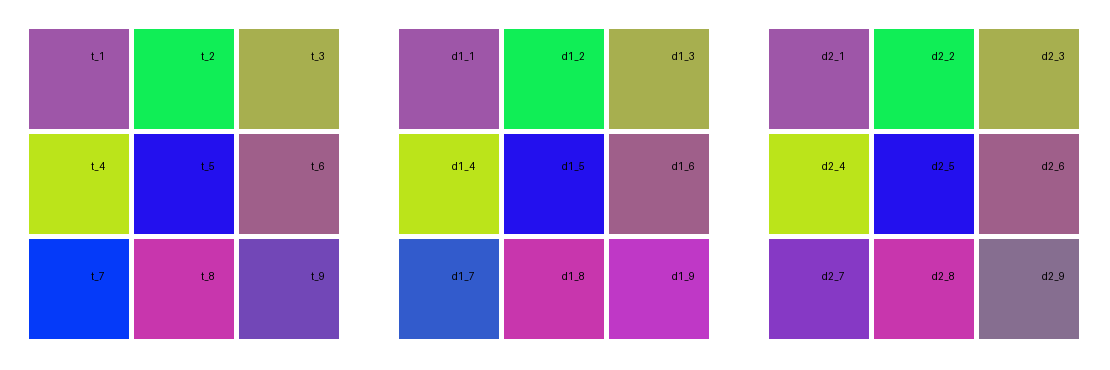 t_1 t_2 t_3 d1_1 d1_2 d1_3 d2_1 d2_2 d2_3
t_4 t_5 t_6 d1_4 d1_5 d1_6 d2_4 d2_5 d2_6
t_7 t_8 t_9 d1_7 d1_8 d1_9 d2_7 d2_8 d2_9